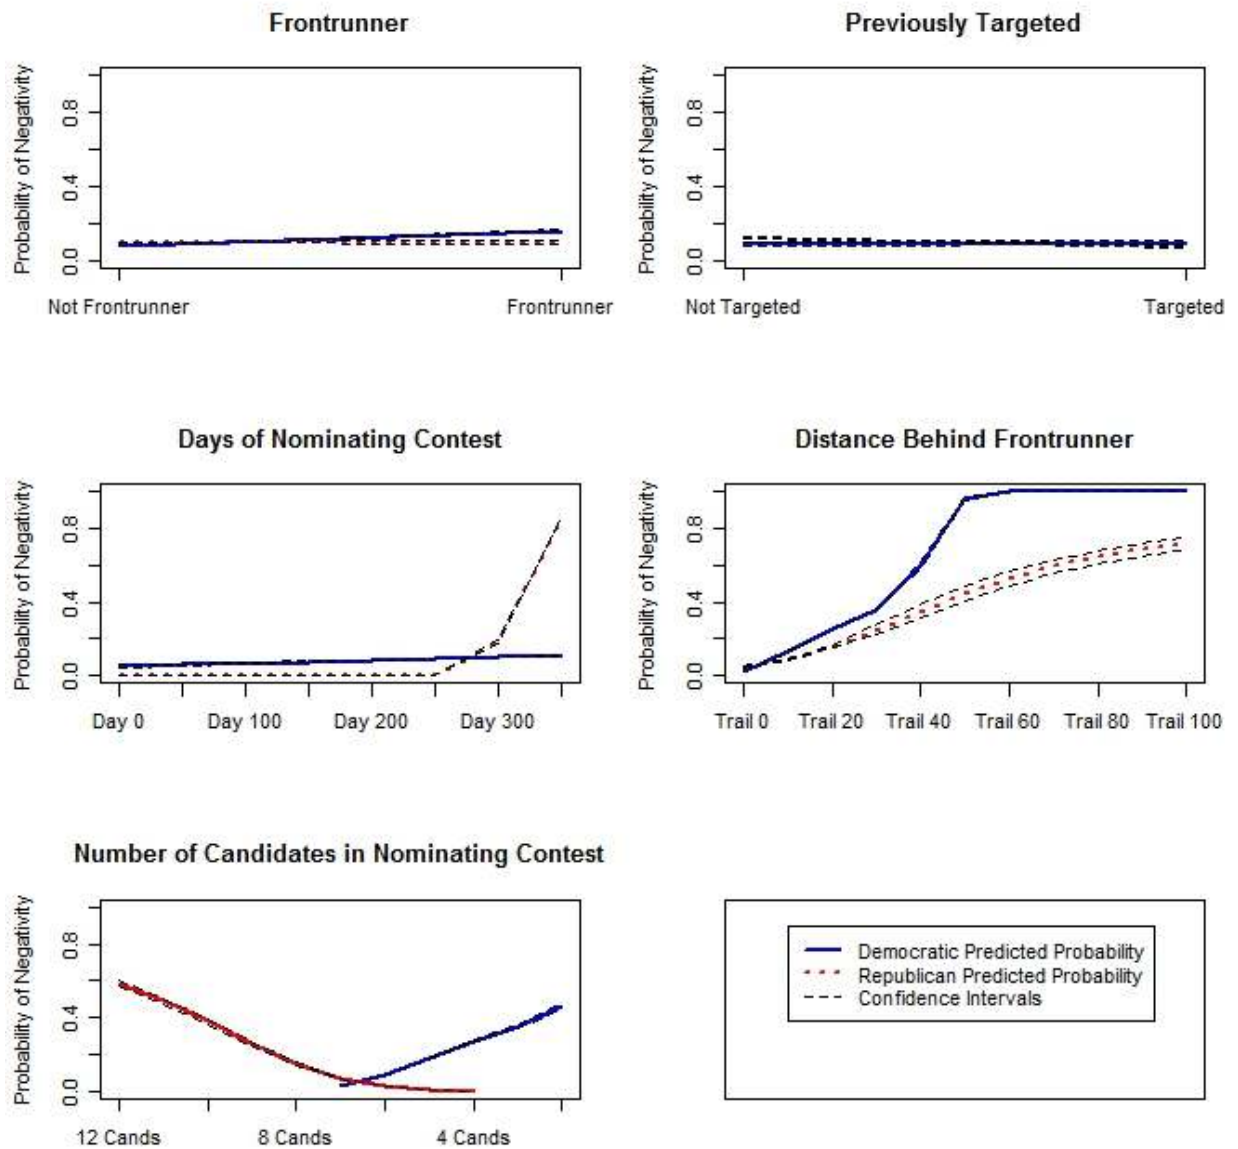 Frontrunner
Probability of Negativity
0.0 0.4 0.8
Not Frontrunner Frontrunner
Previously Targeted
Probability of Negativity
0.0 0.4 0.8
Not Targeted Targeted
Days of Nominating Contest
Probability of Negativity
0.0 0.4 0.8
Day 0 Day 100 Day 200 Day 300
Distance Behind Frontrunner
Probability of Negativity
0.0 0.4 0.8
Trail 0 Trail 20 Trail 40 Trail 60 Trail 80 Trail 100
Number of Candidates in Nominating Contest
Probability of Negativity
0.0 0.4 0.8
12 Cands 8 Cands 4 Cands
Democratic Predicted Probability
Republican Predicted Probability
Confidence Intervals